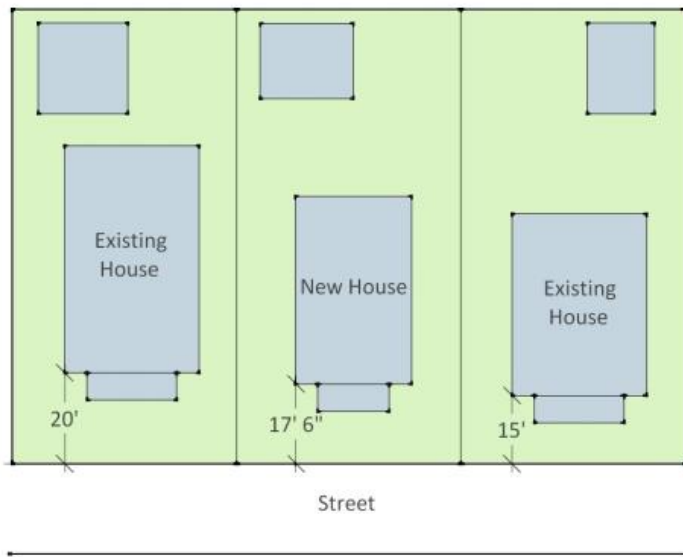 Existing
House
New House
Existing
House
20'
17' 6"
15'
Street